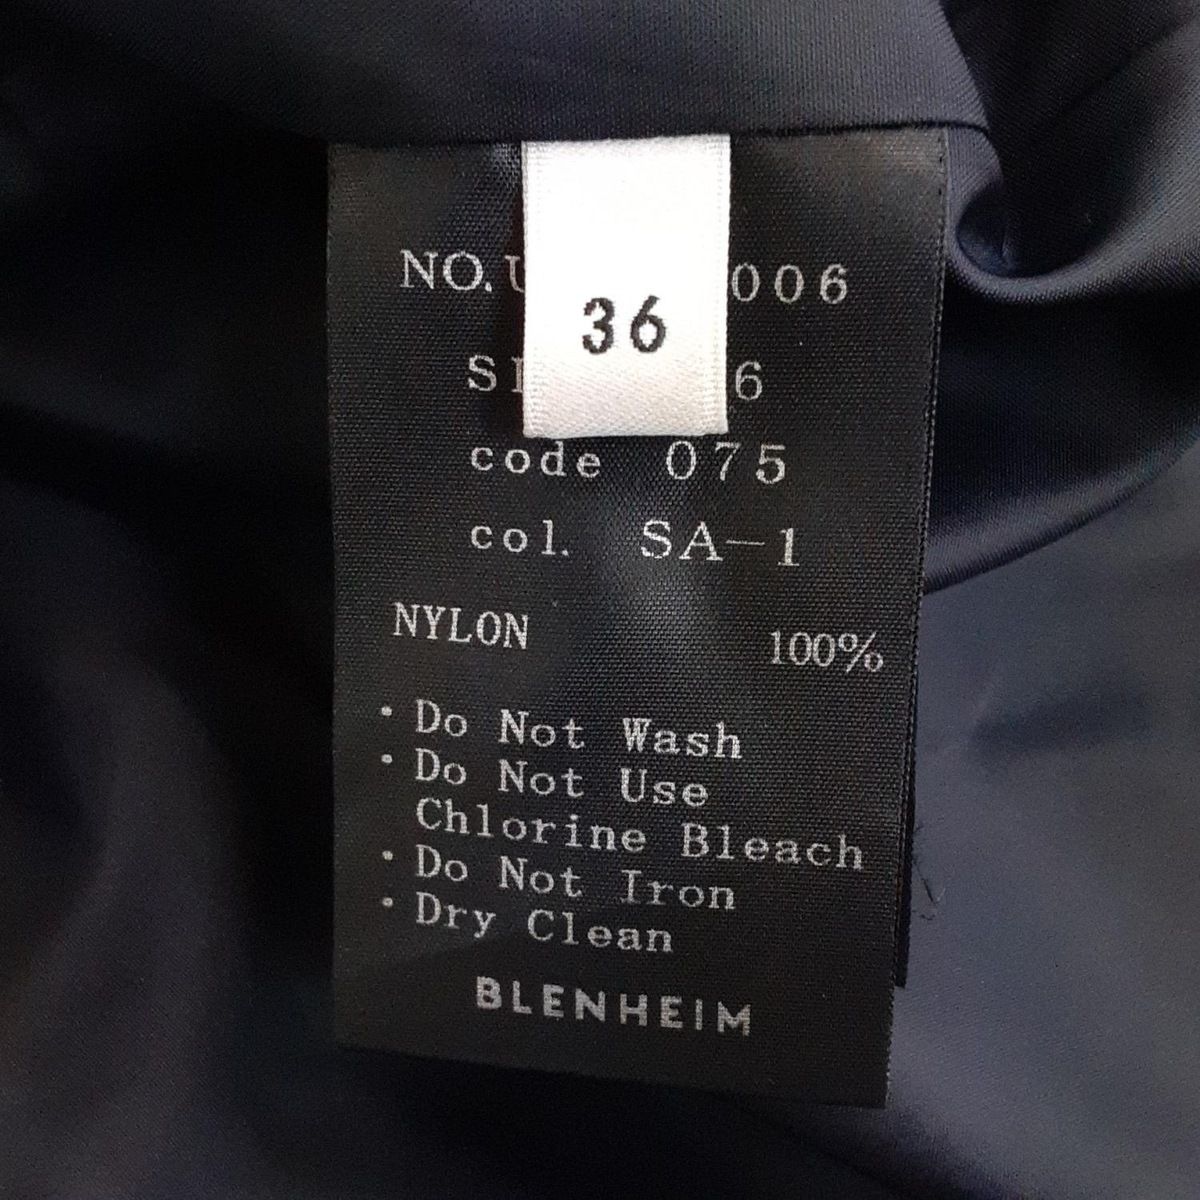 NO. 006
36
6
code 075
col. SA-1
NYLON 100%
· Do Not Wash
· Do Not Use
Chlorine Bleach
· Do Not Iron
· Dry Clean
BLENHEIM